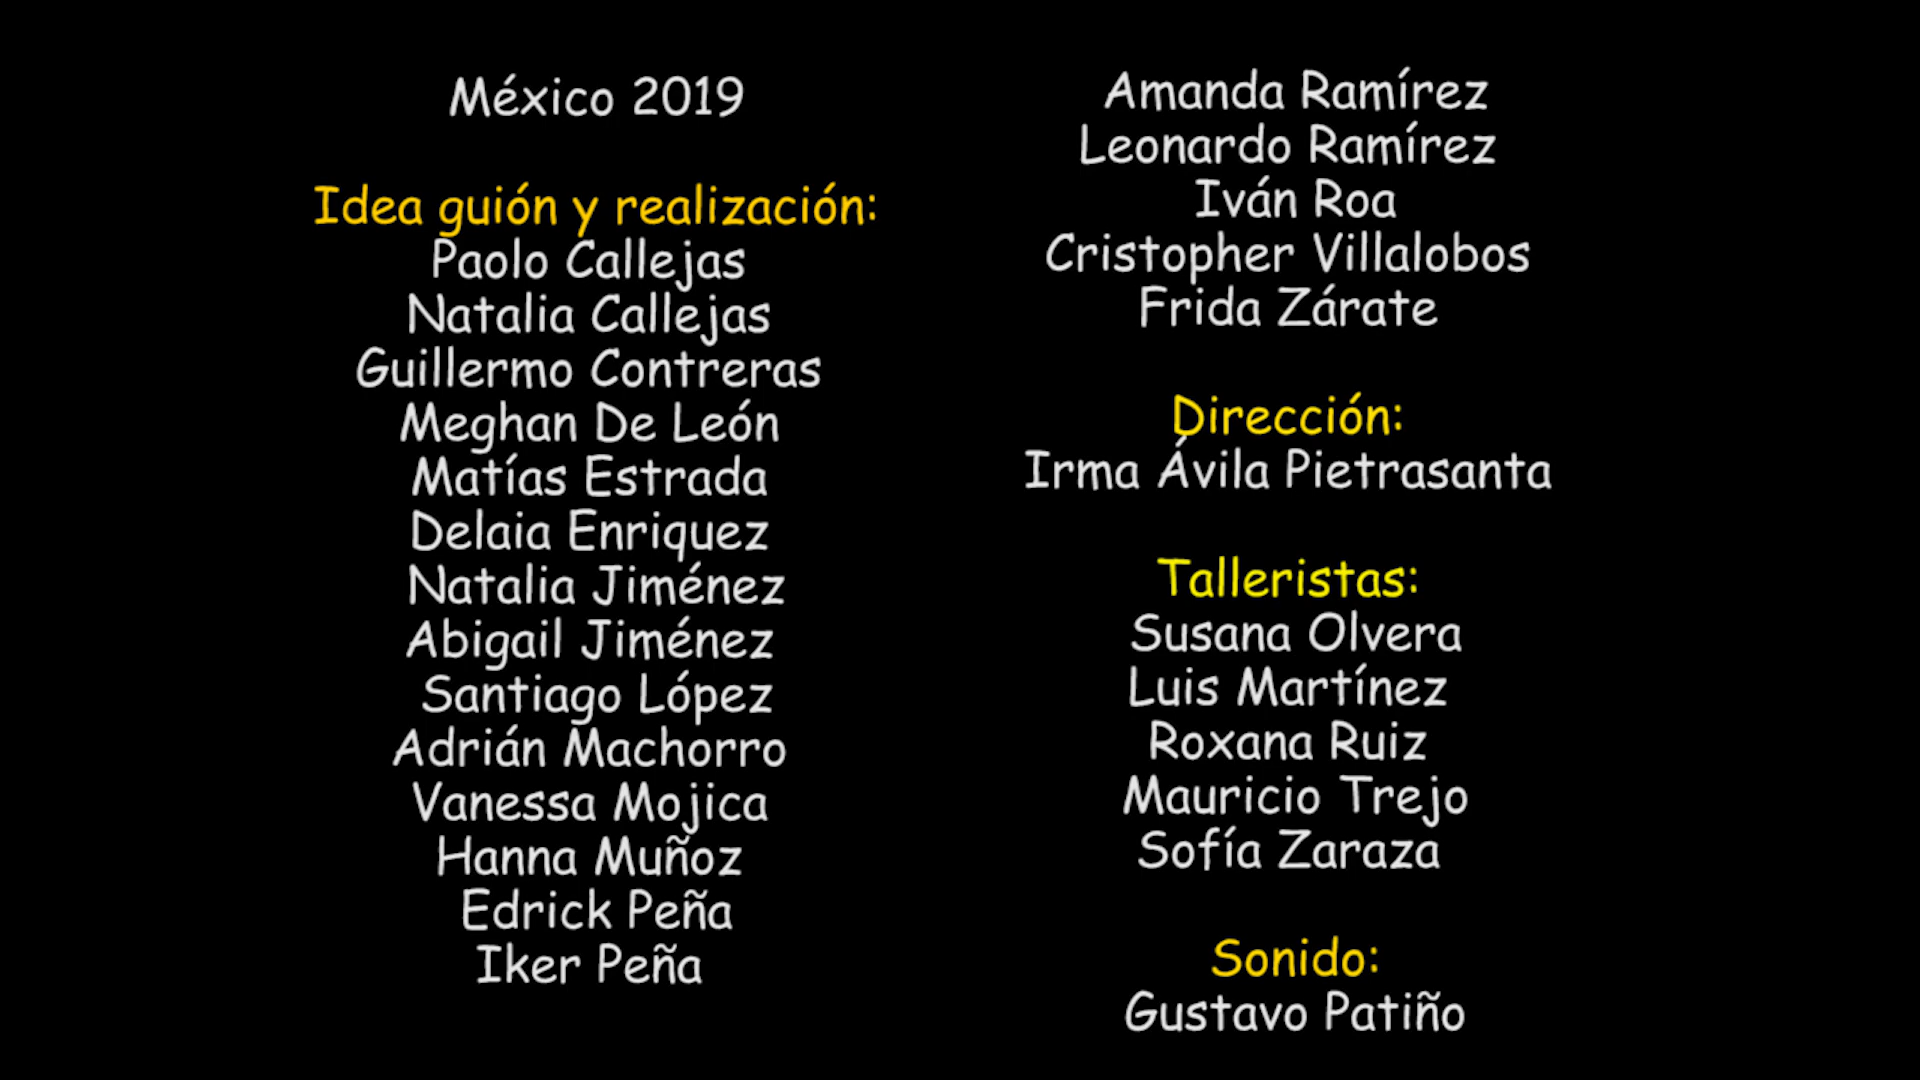 México 2019
Idea guión y realización:
Paolo Callejas
Natalia Callejas
Guillermo Contreras
Meghan De León
Matías Estrada
Delaia Enriquez
Natalia Jiménez
Abigail Jiménez
Santiago López
Adrián Machorro
Vanessa Mojica
Hanna Muñoz
Edrick Peña
Iker Peña
Amanda Ramírez
Leonardo Ramírez
Iván Roa
Cristopher Villalobos
Frida Zárate
Dirección:
Irma Ávila Pietrasanta
Talleristas:
Susana Olvera
Luis Martínez
Roxana Ruiz
Mauricio Trejo
Sofía Zaraza
Sonido:
Gustavo Patiño